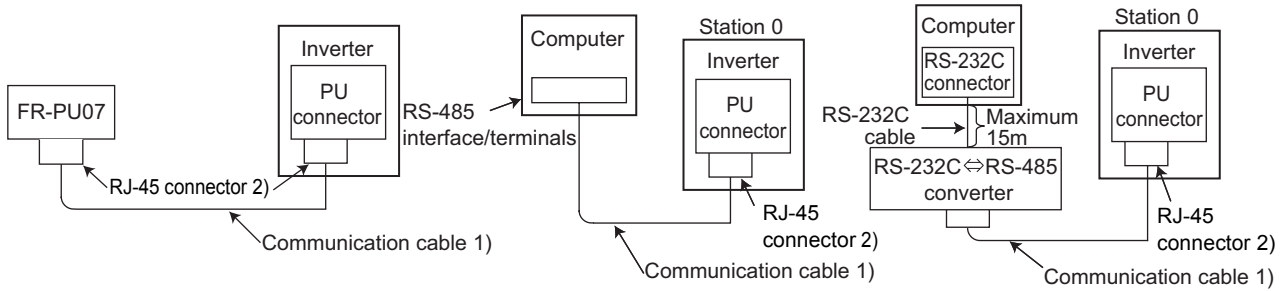 FR-PU07
Inverter
PU
connector
RJ-45 connector 2)
Communication cable 1)
Computer
RS-485
interface/terminals
Station 0
Inverter
PU
connector
RJ-45
connector 2)
Communication cable 1)
Computer
RS-232C
connector
RS-232C
cable
Maximum
15m
RS-232C⇔RS-485
converter
Station 0
Inverter
PU
connector
RJ-45
connector 2)
Communication cable 1)